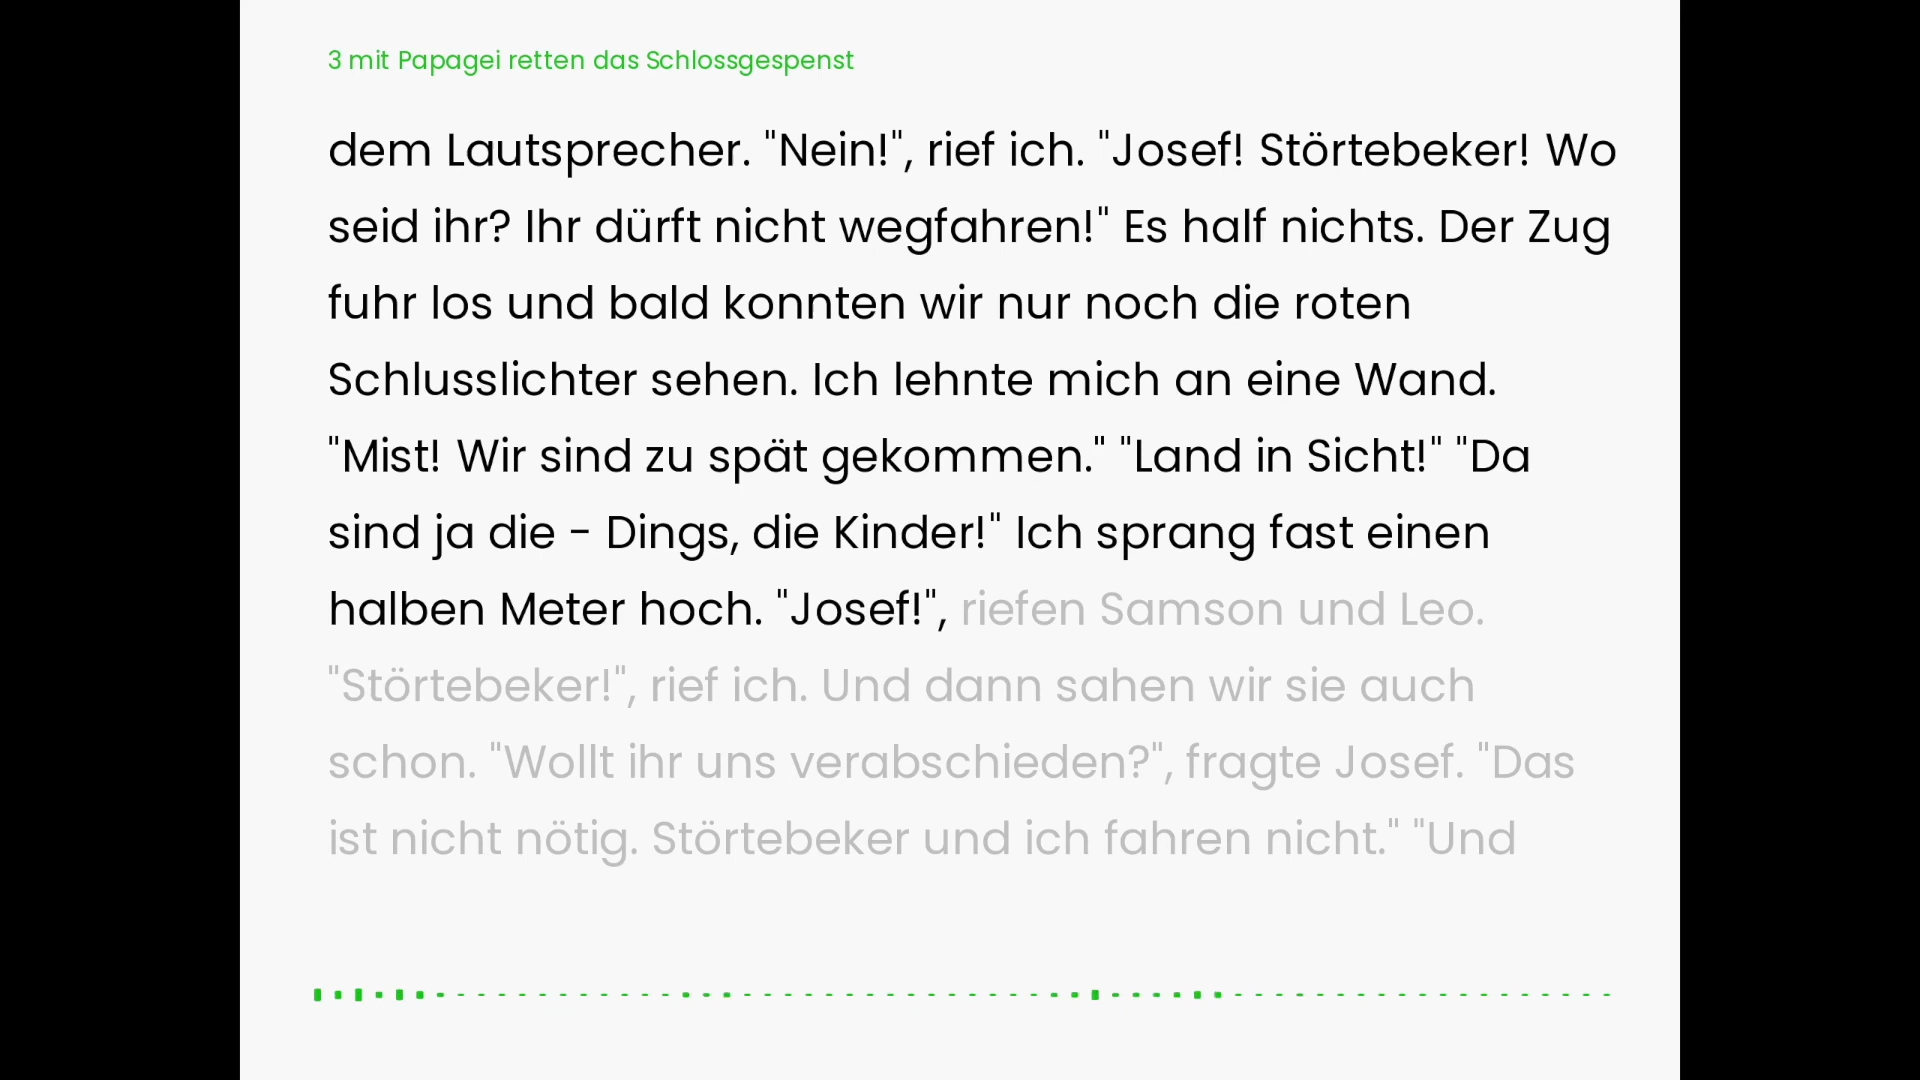 3 mit Papagei retten das Schlossgespenst
dem Lautsprecher. "Nein!", rief ich. "Josef! Störtebeker! Wo
seid ihr? Ihr dürft nicht wegfahren!" Es half nichts. Der Zug
fuhr los und bald konnten wir nur noch die roten
Schlusslichter sehen. Ich lehnte mich an eine Wand.
"Mist! Wir sind zu spät gekommen." "Land in Sicht!" "Da
sind ja die - Dings, die Kinder!" Ich sprang fast einen
halben Meter hoch. "Josef!", riefen Samson und Leo.
"Störtebeker!", rief ich. Und dann sahen wir sie auch
schon. "Wollt ihr uns verabschieden?", fragte Josef. "Das
ist nicht nötig. Störtebeker und ich fahren nicht." "Und